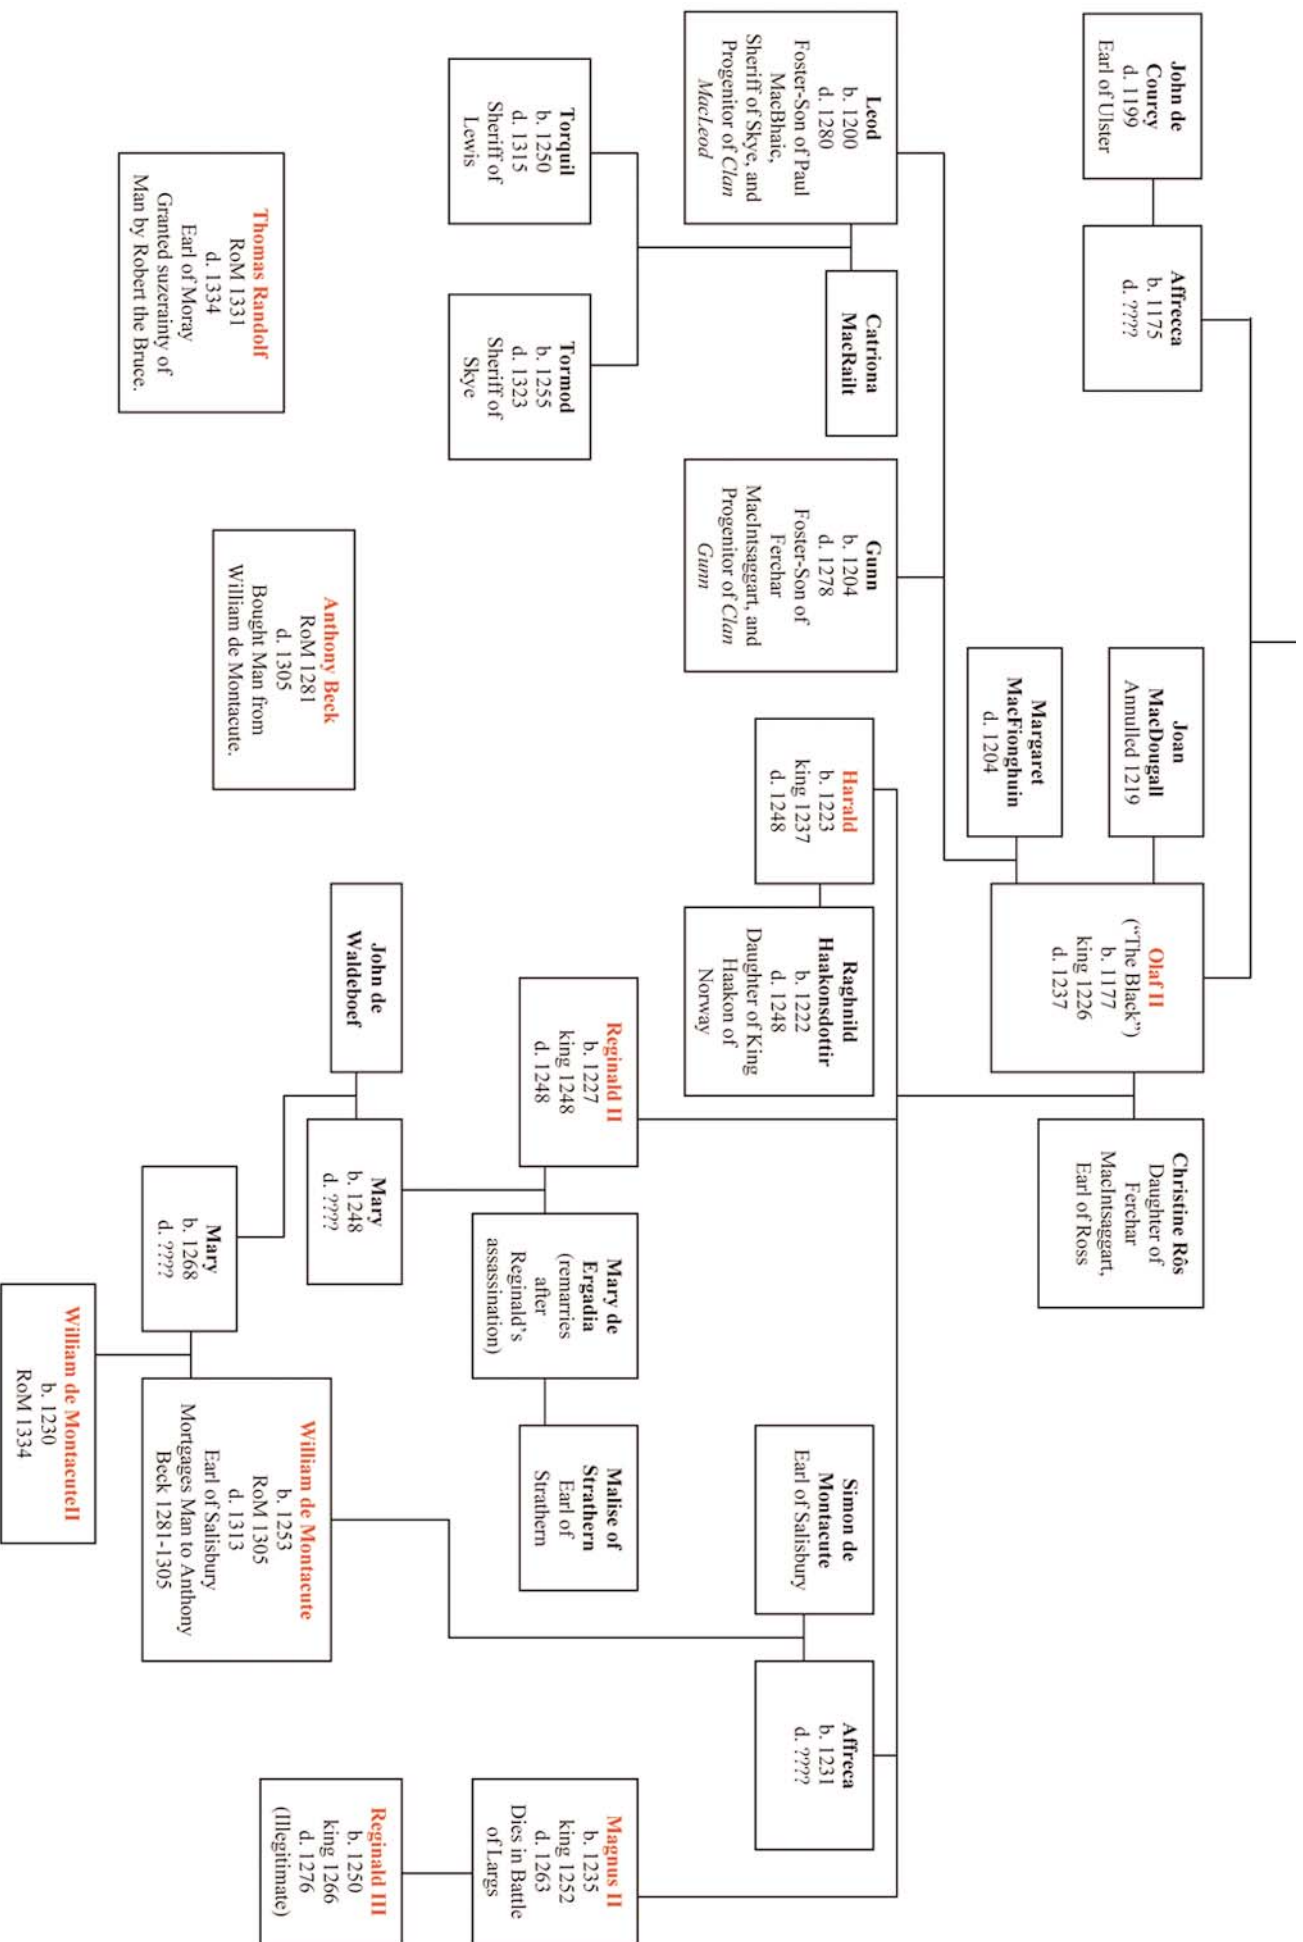 John de
Courcy
d. 1199
Earl of Ulster
Affrecca
b. 1175
d. ????
Joan
MacDougall
Annulled 1219
Margaret
MacFionghuin
d. 1204
Olaf II
("The Black")
b. 1177
king 1226
d. 1237
Christine Rôs
Daughter of
Ferchar
MacIntsaggart,
Earl of Ross
Leod
b. 1200
d. 1280
Foster-Son of Paul
MacBhaic,
Sheriff of Skye, and
Progenitor of Clan
MacLeod
Catriona
MacRailt
Gunn
b. 1204
d. 1278
Foster-Son of
Ferchar
MacIntsaggart, and
Progenitor of Clan
Gunn
Harald
b. 1223
king 1237
d. 1248
Raghnild
Haakonsdottir
b. 1222
d. 1248
Daughter of King
Haakon of
Norway
Simon de
Montacute
Earl of Salisbury
Affreca
b. 1231
d. ????
Torquil
b. 1250
d. 1315
Sheriff of
Lewis
Tormod
b. 1255
d. 1323
Sheriff of
Skye
Reginald II
b. 1227
king 1248
d. 1248
Mary de
Ergadia
(remarries
after
Reginald's
assassination)
Malise of
Strathern
Earl of
Strathern
Magnus II
b. 1235
king 1252
d. 1263
Dies in Battle
of Largs
John de
Waldeboef
Mary
b. 1248
d. ????
Reginald III
b. 1250
king 1266
d. 1276
(Illegitimate)
Thomas Randolf
RoM 1331
d. 1334
Earl of Moray
Granted suzerainty of
Man by Robert the Bruce.
Anthony Beck
RoM 1281
d. 1305
Bought Man from
William de Montacute.
Mary
b. 1268
d. ????
William de Montacute
b. 1253
RoM 1305
d. 1313
Earl of Salisbury
Mortgages Man to Anthony
Beck 1281-1305
William de MontacuteII
b. 1230
RoM 1334